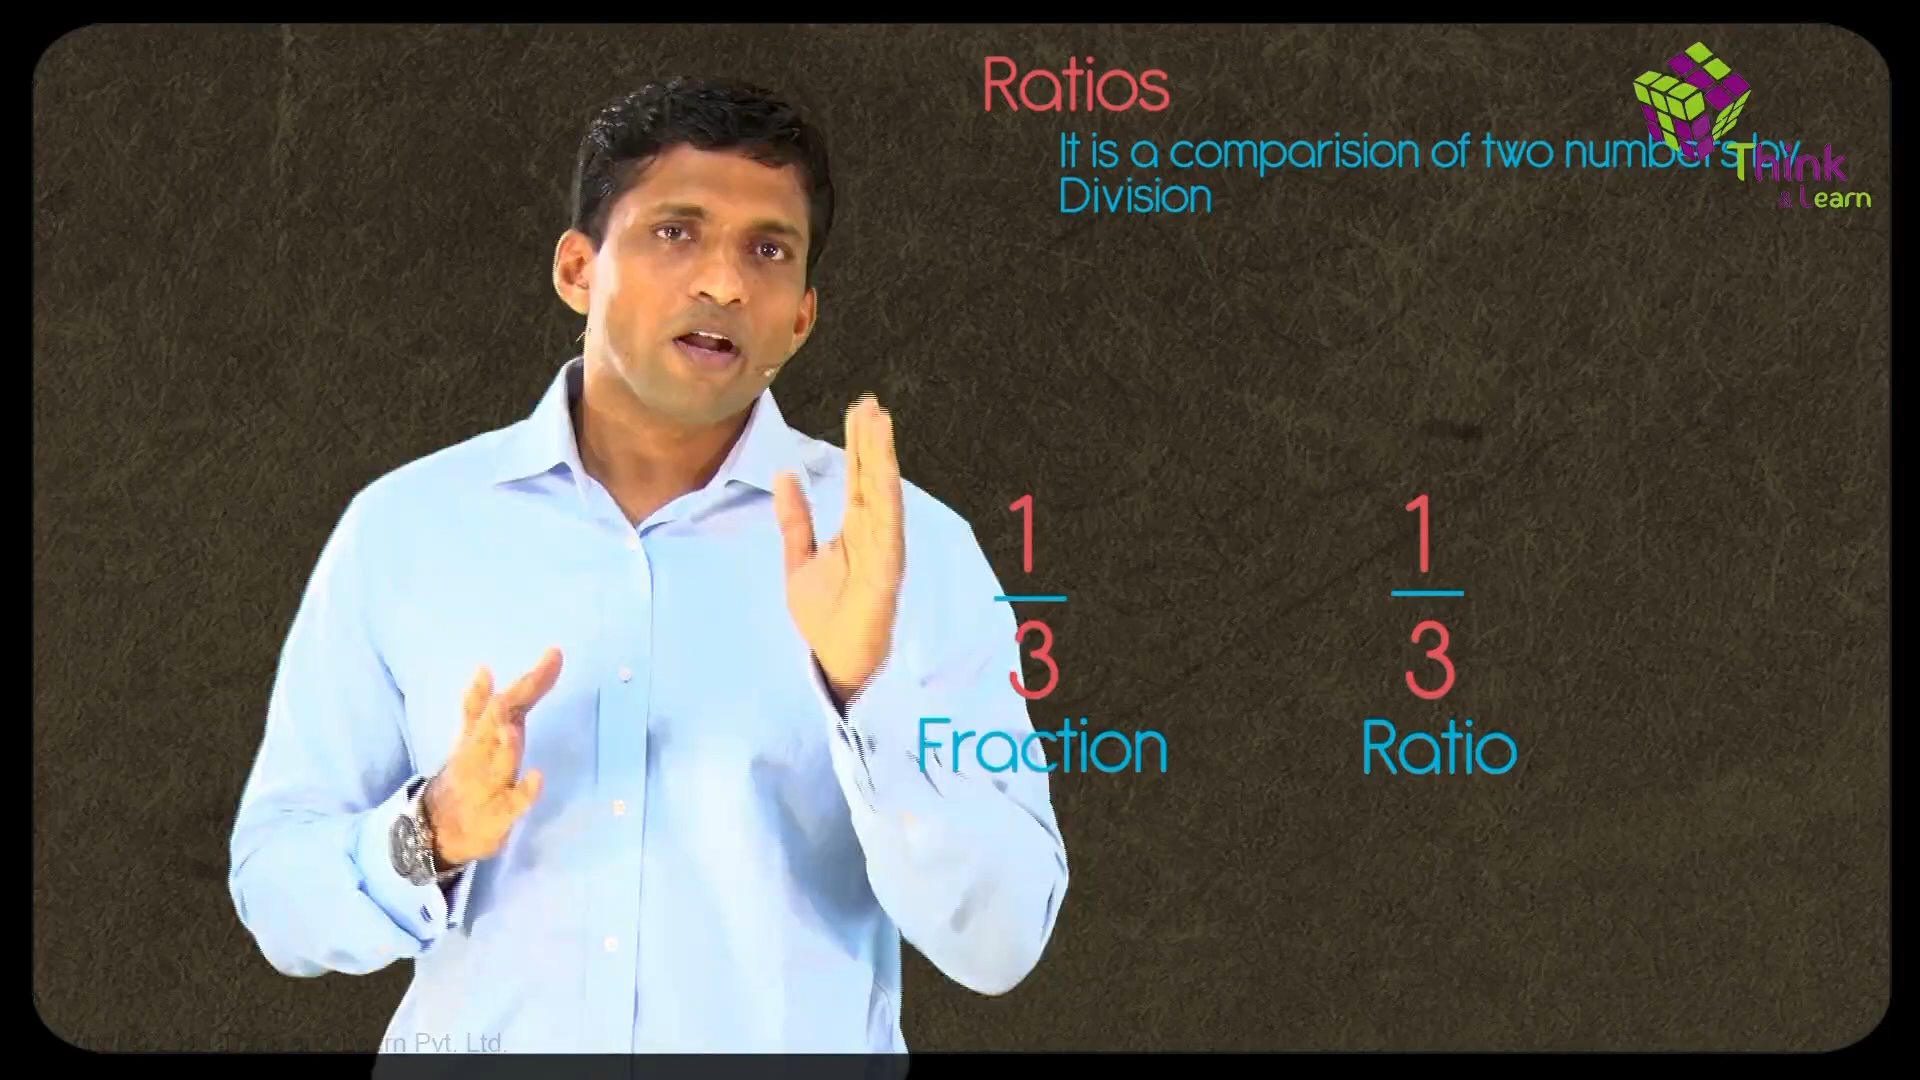 Ratios
It is a comparision of two numbers by
Division
Think
& Learn
1
3
Fraction
1
3
Ratio
Learn Pvt. Ltd.